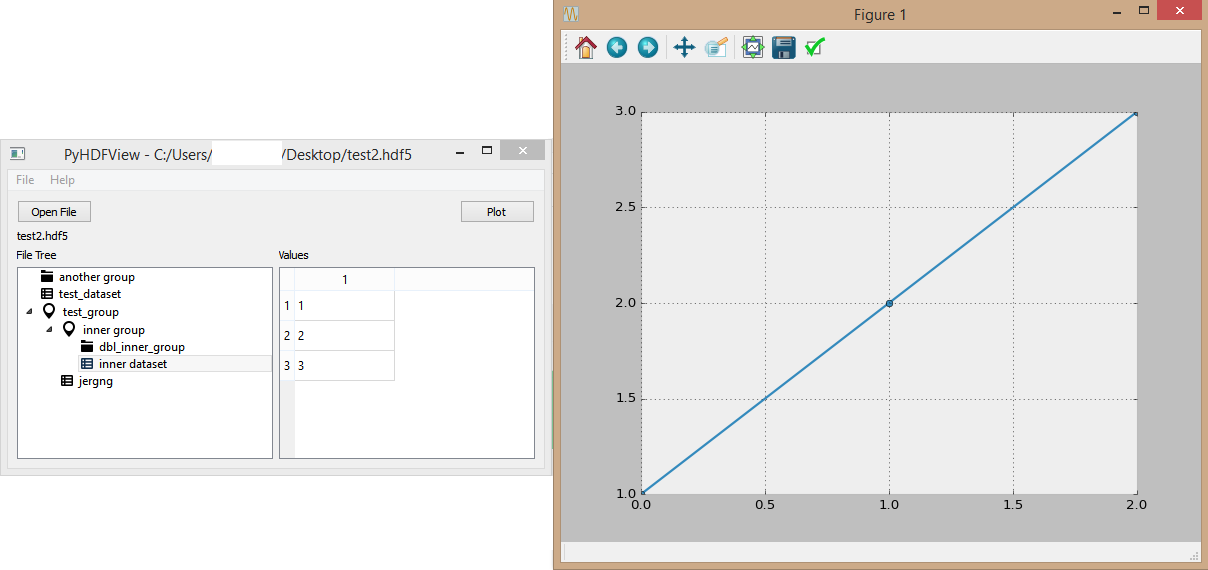 PyHDFView - C:/Users/ /Desktop/test2.hdf5
File Help
Open File Plot
test2.hdf5
File Tree
another group
test_dataset
test_group
inner group
dbl_inner_group
inner dataset
jergng
Values
1
1 1
2 2
3 3
Figure 1
3.0
2.5
2.0
1.5
1.0
0.0 0.5 1.0 1.5 2.0